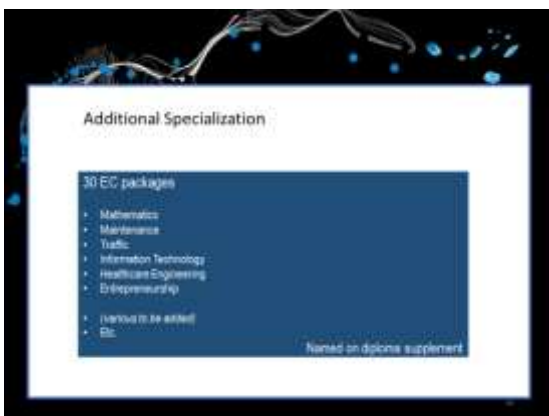 Additional Specialization
30 EC packages
• Mathematics
• Maintenance
• Traffic
• Information Technology
• Healthcare Engineering
• Entrepreneurship
• (various to be added)
• Etc.
Named on diploma supplement